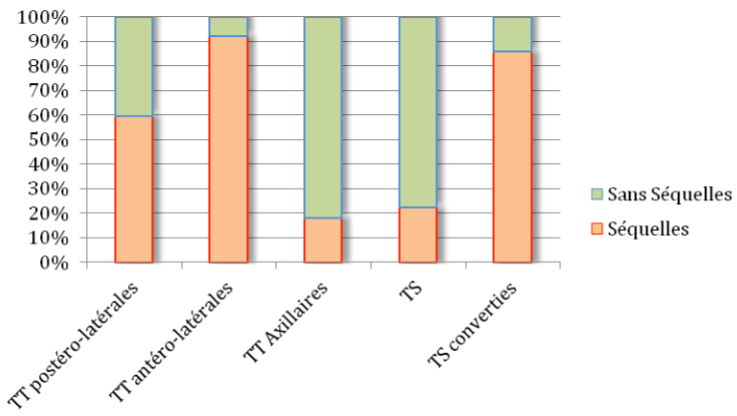 100%
90%
80%
70%
60%
50%
40%
30%
20%
10%
0%
TT postéro-latérales
TT antéro-latérales
TT Axillaires
TS
TS converties
Sans Séquelles
Séquelles